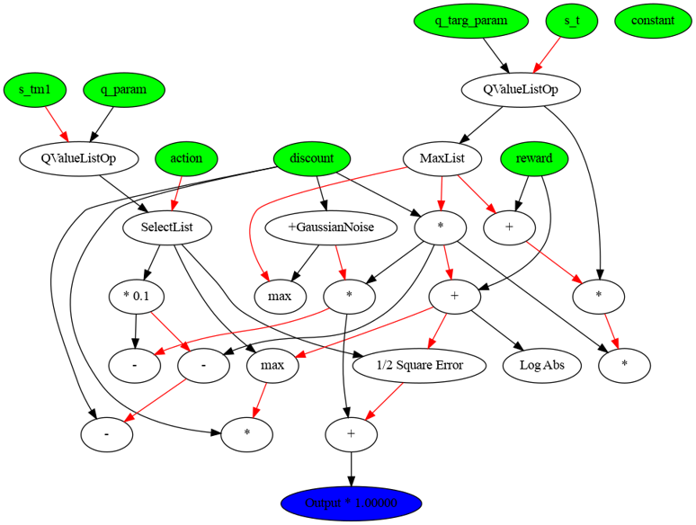 q_targ_param
s_t
constant
s_tm1
q_param
QValueListOp
QValueListOp
action
discount
MaxList
reward
SelectList
+GaussianNoise
*
+
* 0.1
max
*
+
*
-
-
max
1/2 Square Error
Log Abs
*
-
*
+
Output * 1.00000